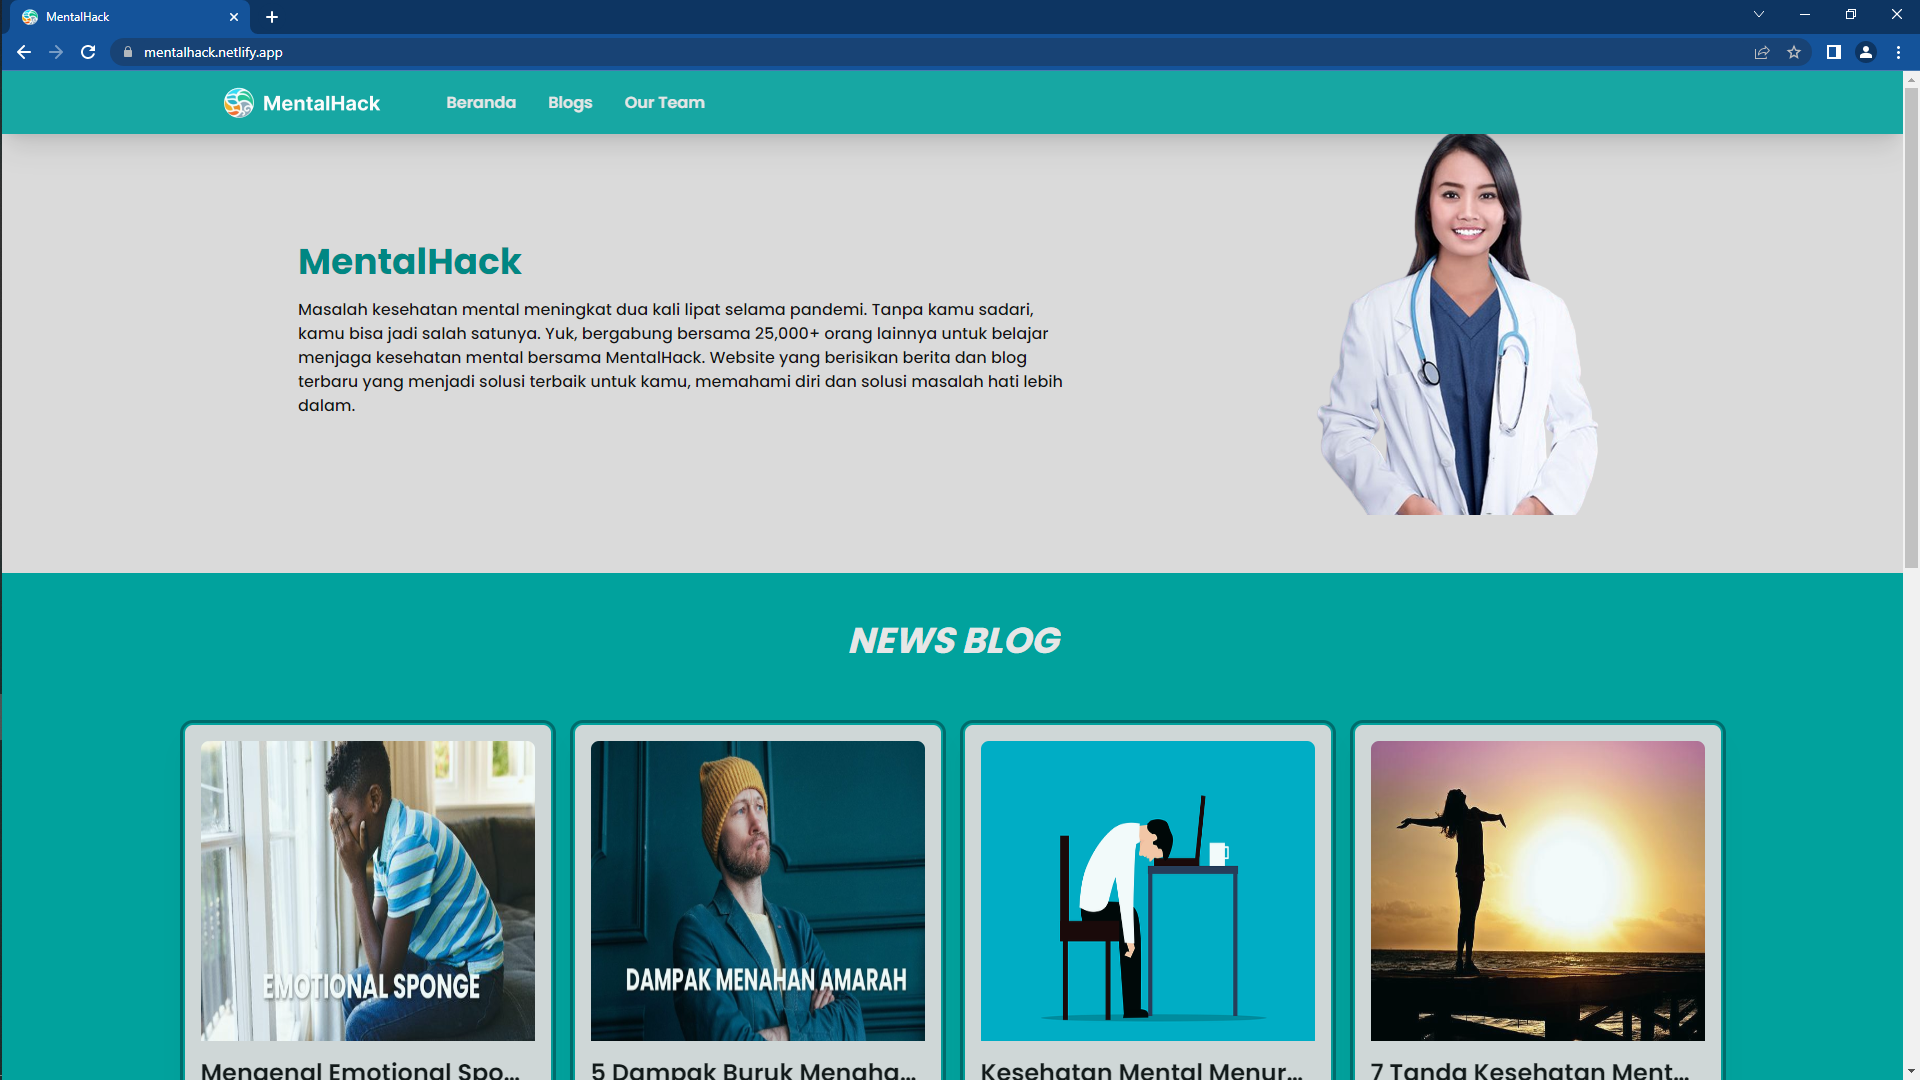 MentalHack
mentalhack.netlify.app
MentalHack
Beranda
Blogs
Our Team
MentalHack
Masalah kesehatan mental meningkat dua kali lipat selama pandemi. Tanpa kamu sadari,
kamu bisa jadi salah satunya. Yuk, bergabung bersama 25,000+ orang lainnya untuk belajar
menjaga kesehatan mental bersama MentalHack. Website yang berisikan berita dan blog
terbaru yang menjadi solusi terbaik untuk kamu, memahami diri dan solusi masalah hati lebih
dalam.
NEWS BLOG
EMOTIONAL SPONGE
DAMPAK MENAHAN AMARAH
Mengenal Emotional Spo...
5 Dampak Buruk Menaha...
Kesehatan Mental Menur...
7 Tanda Kesehatan Ment...